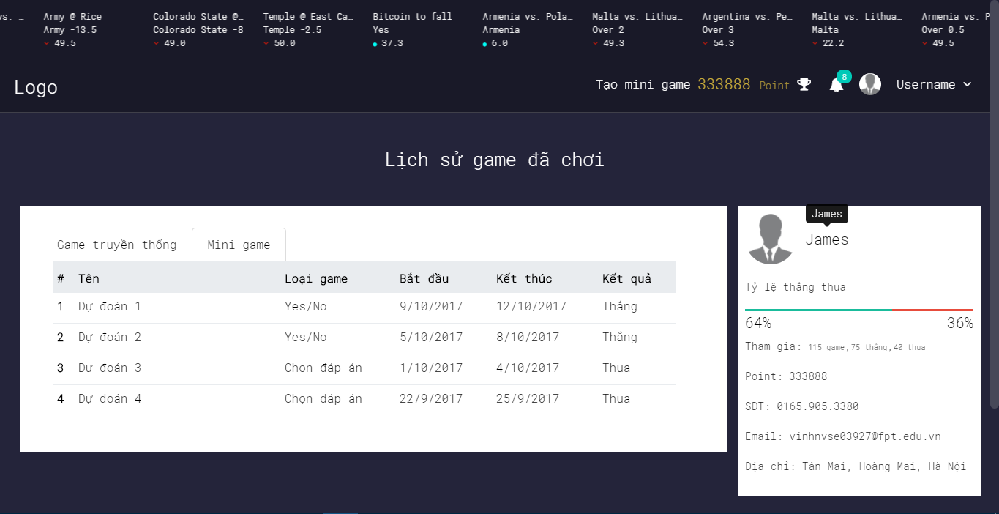 vs. …
Army @ Rice
Army -13.5
49.5
Colorado State @…
Colorado State -8
49.0
Temple @ East Ca…
Temple -2.5
50.0
Bitcoin to fall
Yes
37.3
Armenia vs. Pola…
Armenia
6.0
Malta vs. Lithua…
Over 2
49.3
Argentina vs. Pe…
Over 3
54.3
Malta vs. Lithua…
Malta
22.2
Armenia vs. P
Over 0.5
49.5
Logo
Tạo mini game 333888 Point
8
Username
Lịch sử game đã chơi
Game truyền thống Mini game
# Tên Loại game Bắt đầu Kết thúc Kết quả
1 Dự đoán 1 Yes/No 9/10/2017 12/10/2017 Thắng
2 Dự đoán 2 Yes/No 5/10/2017 8/10/2017 Thắng
3 Dự đoán 3 Chọn đáp án 1/10/2017 4/10/2017 Thua
4 Dự đoán 4 Chọn đáp án 22/9/2017 25/9/2017 Thua
James
James
Tỷ lệ thắng thua
64% 36%
Tham gia: 115 game,75 thắng,40 thua
Point: 333888
SĐT: 0165.905.3380
Email: vinhnvse03927@fpt.edu.vn
Địa chỉ: Tân Mai, Hoàng Mai, Hà Nội